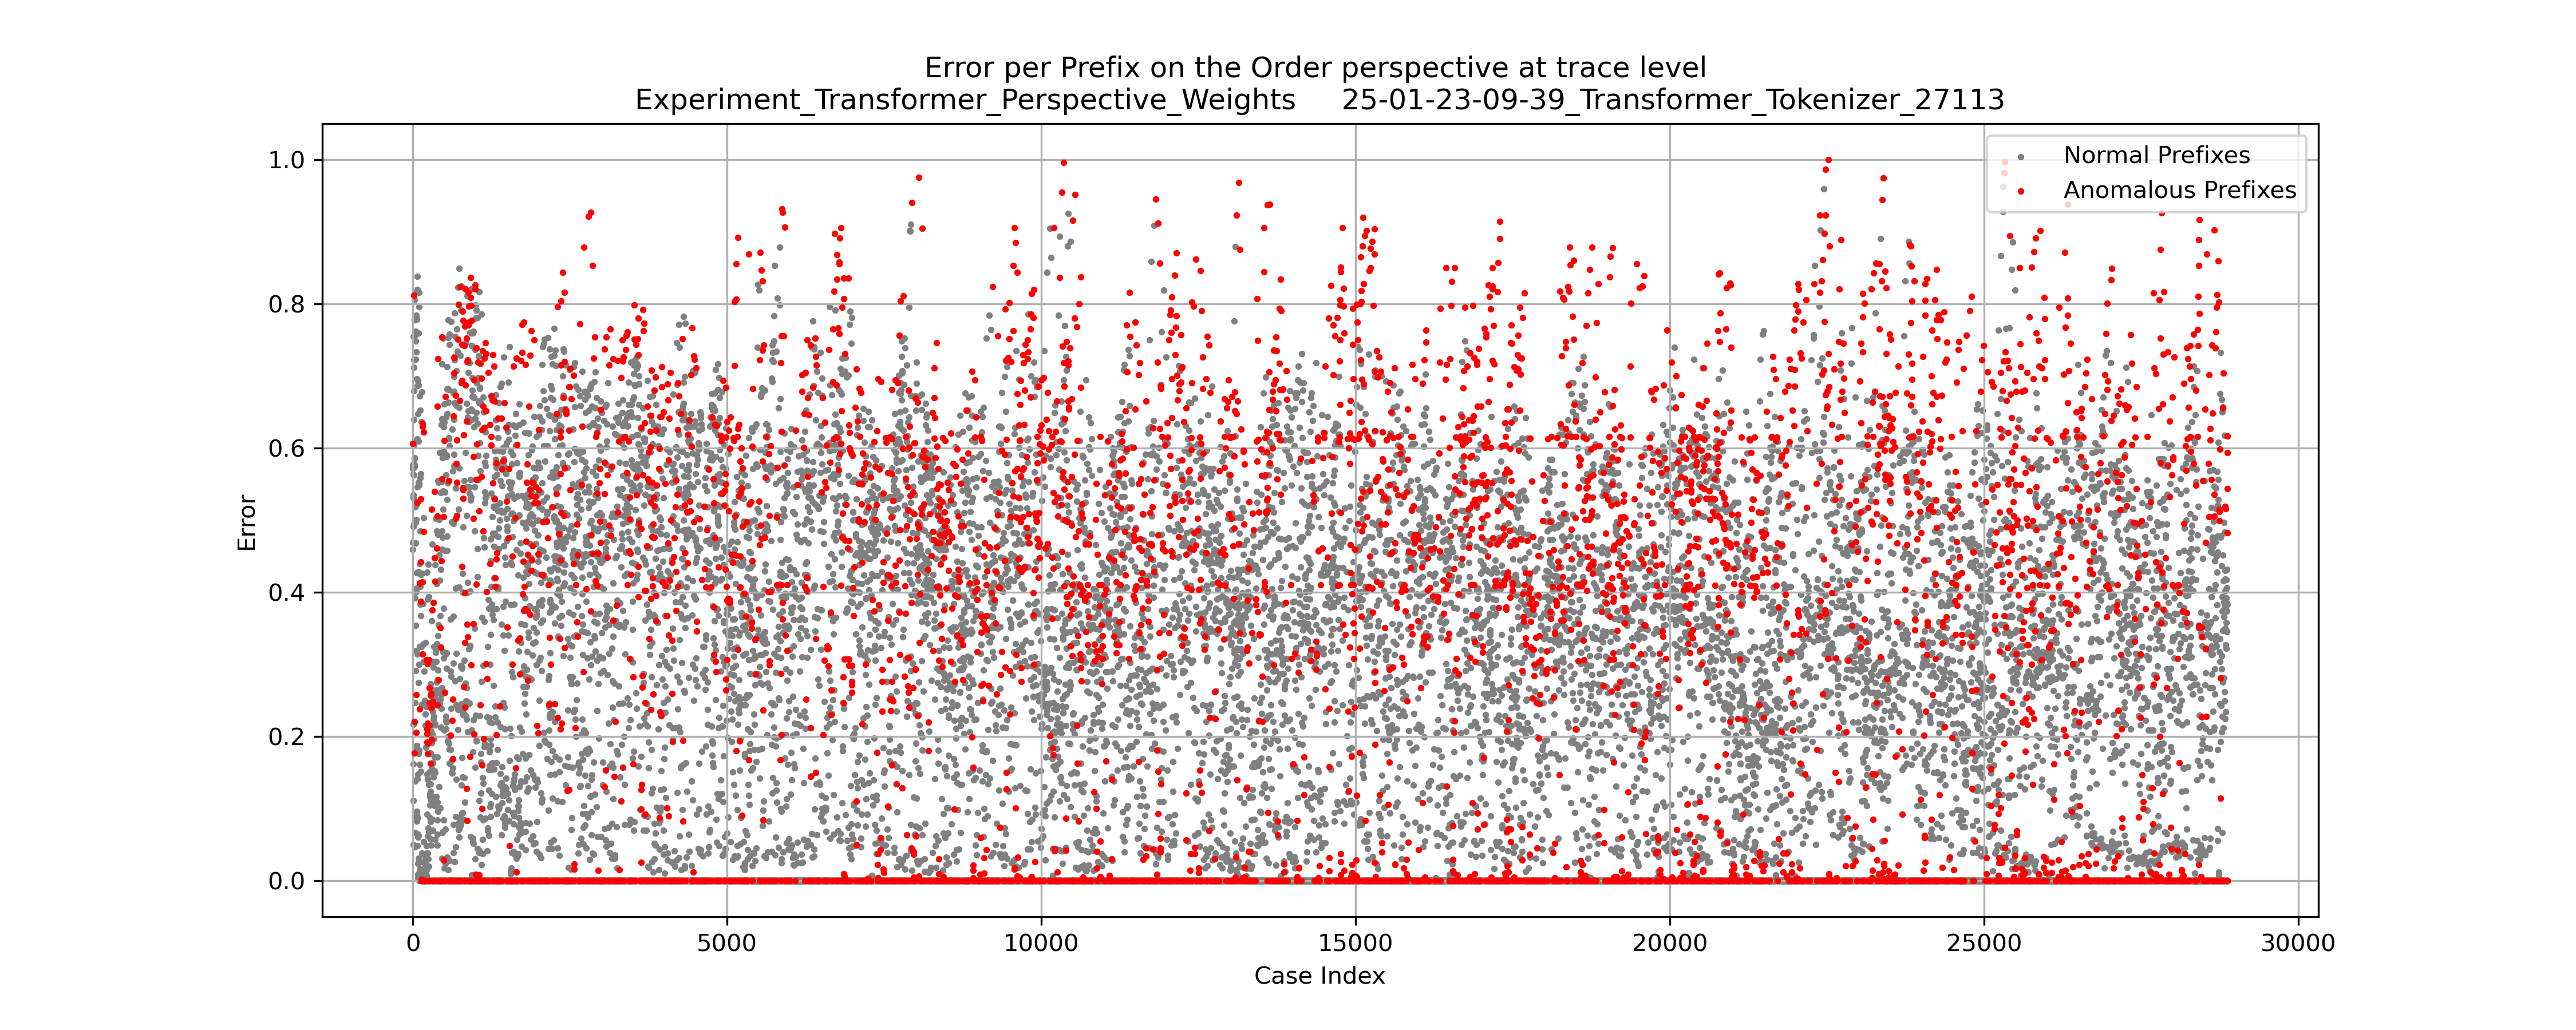 Error per Prefix on the Order perspective at trace level
Experiment_Transformer_Perspective_Weights 25-01-23-09-39_Transformer_Tokenizer_27113
Normal Prefixes
Anomalous Prefixes
1.0
0.8
0.6
0.4
0.2
0.0
Error
0
5000
10000
15000
20000
25000
30000
Case Index